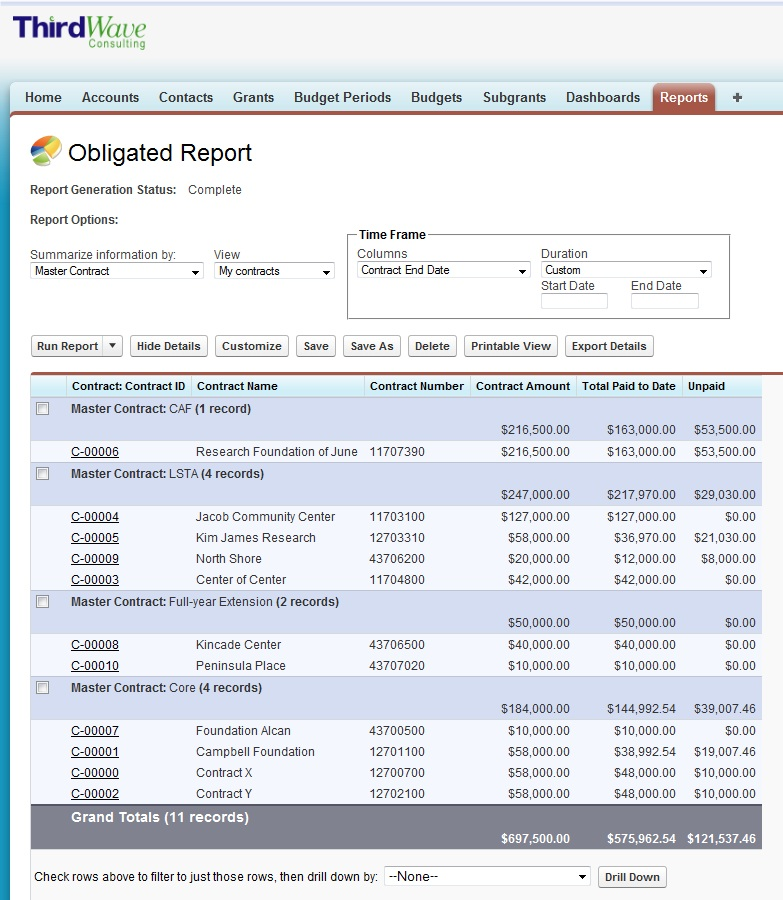 ThirdWave
Consulting
Home Accounts Contacts Grants Budget Periods Budgets Subgrants Dashboards Reports +
Obligated Report
Report Generation Status: Complete
Report Options:
Time Frame
Summarize information by: View Columns Duration
Master Contract My contracts Contract End Date Custom
Start Date End Date
Run Report Hide Details Customize Save Save As Delete Printable View Export Details
Contract: Contract ID Contract Name Contract Number Contract Amount Total Paid to Date Unpaid
Master Contract: CAF (1 record)
$216,500.00 $163,000.00 $53,500.00
C-00006 Research Foundation of June 11707390 $216,500.00 $163,000.00 $53,500.00
Master Contract: LSTA (4 records)
$247,000.00 $217,970.00 $29,030.00
C-00004 Jacob Community Center 11703100 $127,000.00 $127,000.00 $0.00
C-00005 Kim James Research 12703310 $58,000.00 $36,970.00 $21,030.00
C-00009 North Shore 43706200 $20,000.00 $12,000.00 $8,000.00
C-00003 Center of Center 11704800 $42,000.00 $42,000.00 $0.00
Master Contract: Full-year Extension (2 records)
$50,000.00 $50,000.00 $0.00
C-00008 Kincade Center 43706500 $40,000.00 $40,000.00 $0.00
C-00010 Peninsula Place 43707020 $10,000.00 $10,000.00 $0.00
Master Contract: Core (4 records)
$184,000.00 $144,992.54 $39,007.46
C-00007 Foundation Alcan 43700500 $10,000.00 $10,000.00 $0.00
C-00001 Campbell Foundation 12701100 $58,000.00 $38,992.54 $19,007.46
C-00000 Contract X 12700700 $58,000.00 $48,000.00 $10,000.00
C-00002 Contract Y 12702100 $58,000.00 $48,000.00 $10,000.00
Grand Totals (11 records)
$697,500.00 $575,962.54 $121,537.46
Check rows above to filter to just those rows, then drill down by: --None-- Drill Down